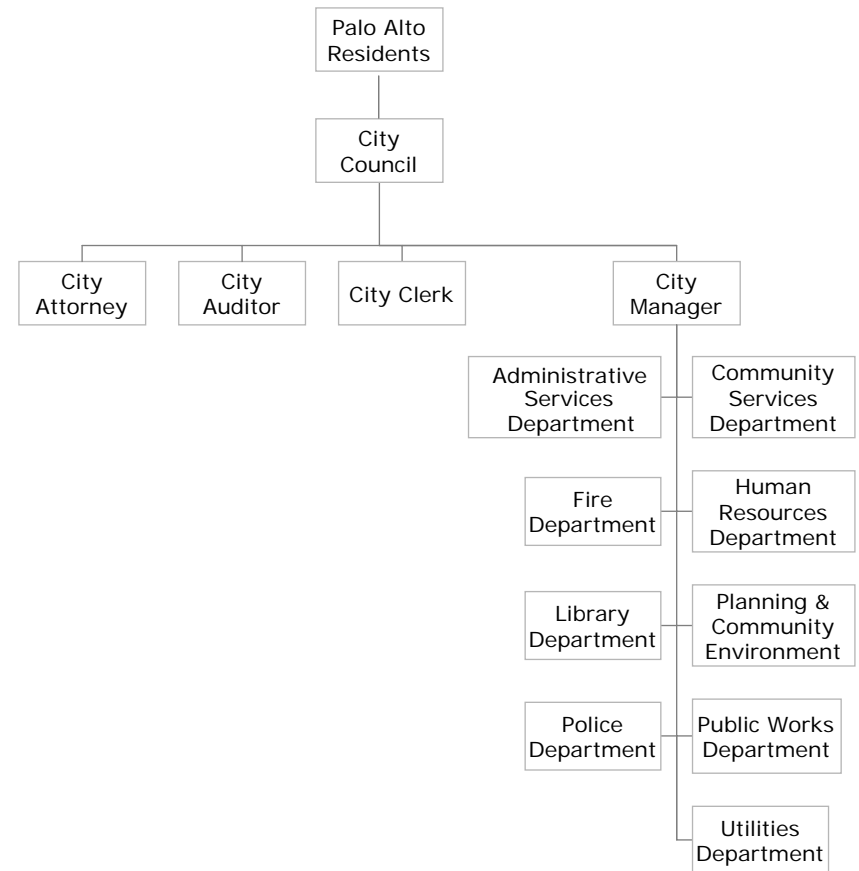 Palo Alto
Residents
City
Council
City
Attorney
City
Auditor
City Clerk
City
Manager
Administrative
Services
Department
Community
Services
Department
Fire
Department
Human
Resources
Department
Library
Department
Planning &
Community
Environment
Police
Department
Public Works
Department
Utilities
Department